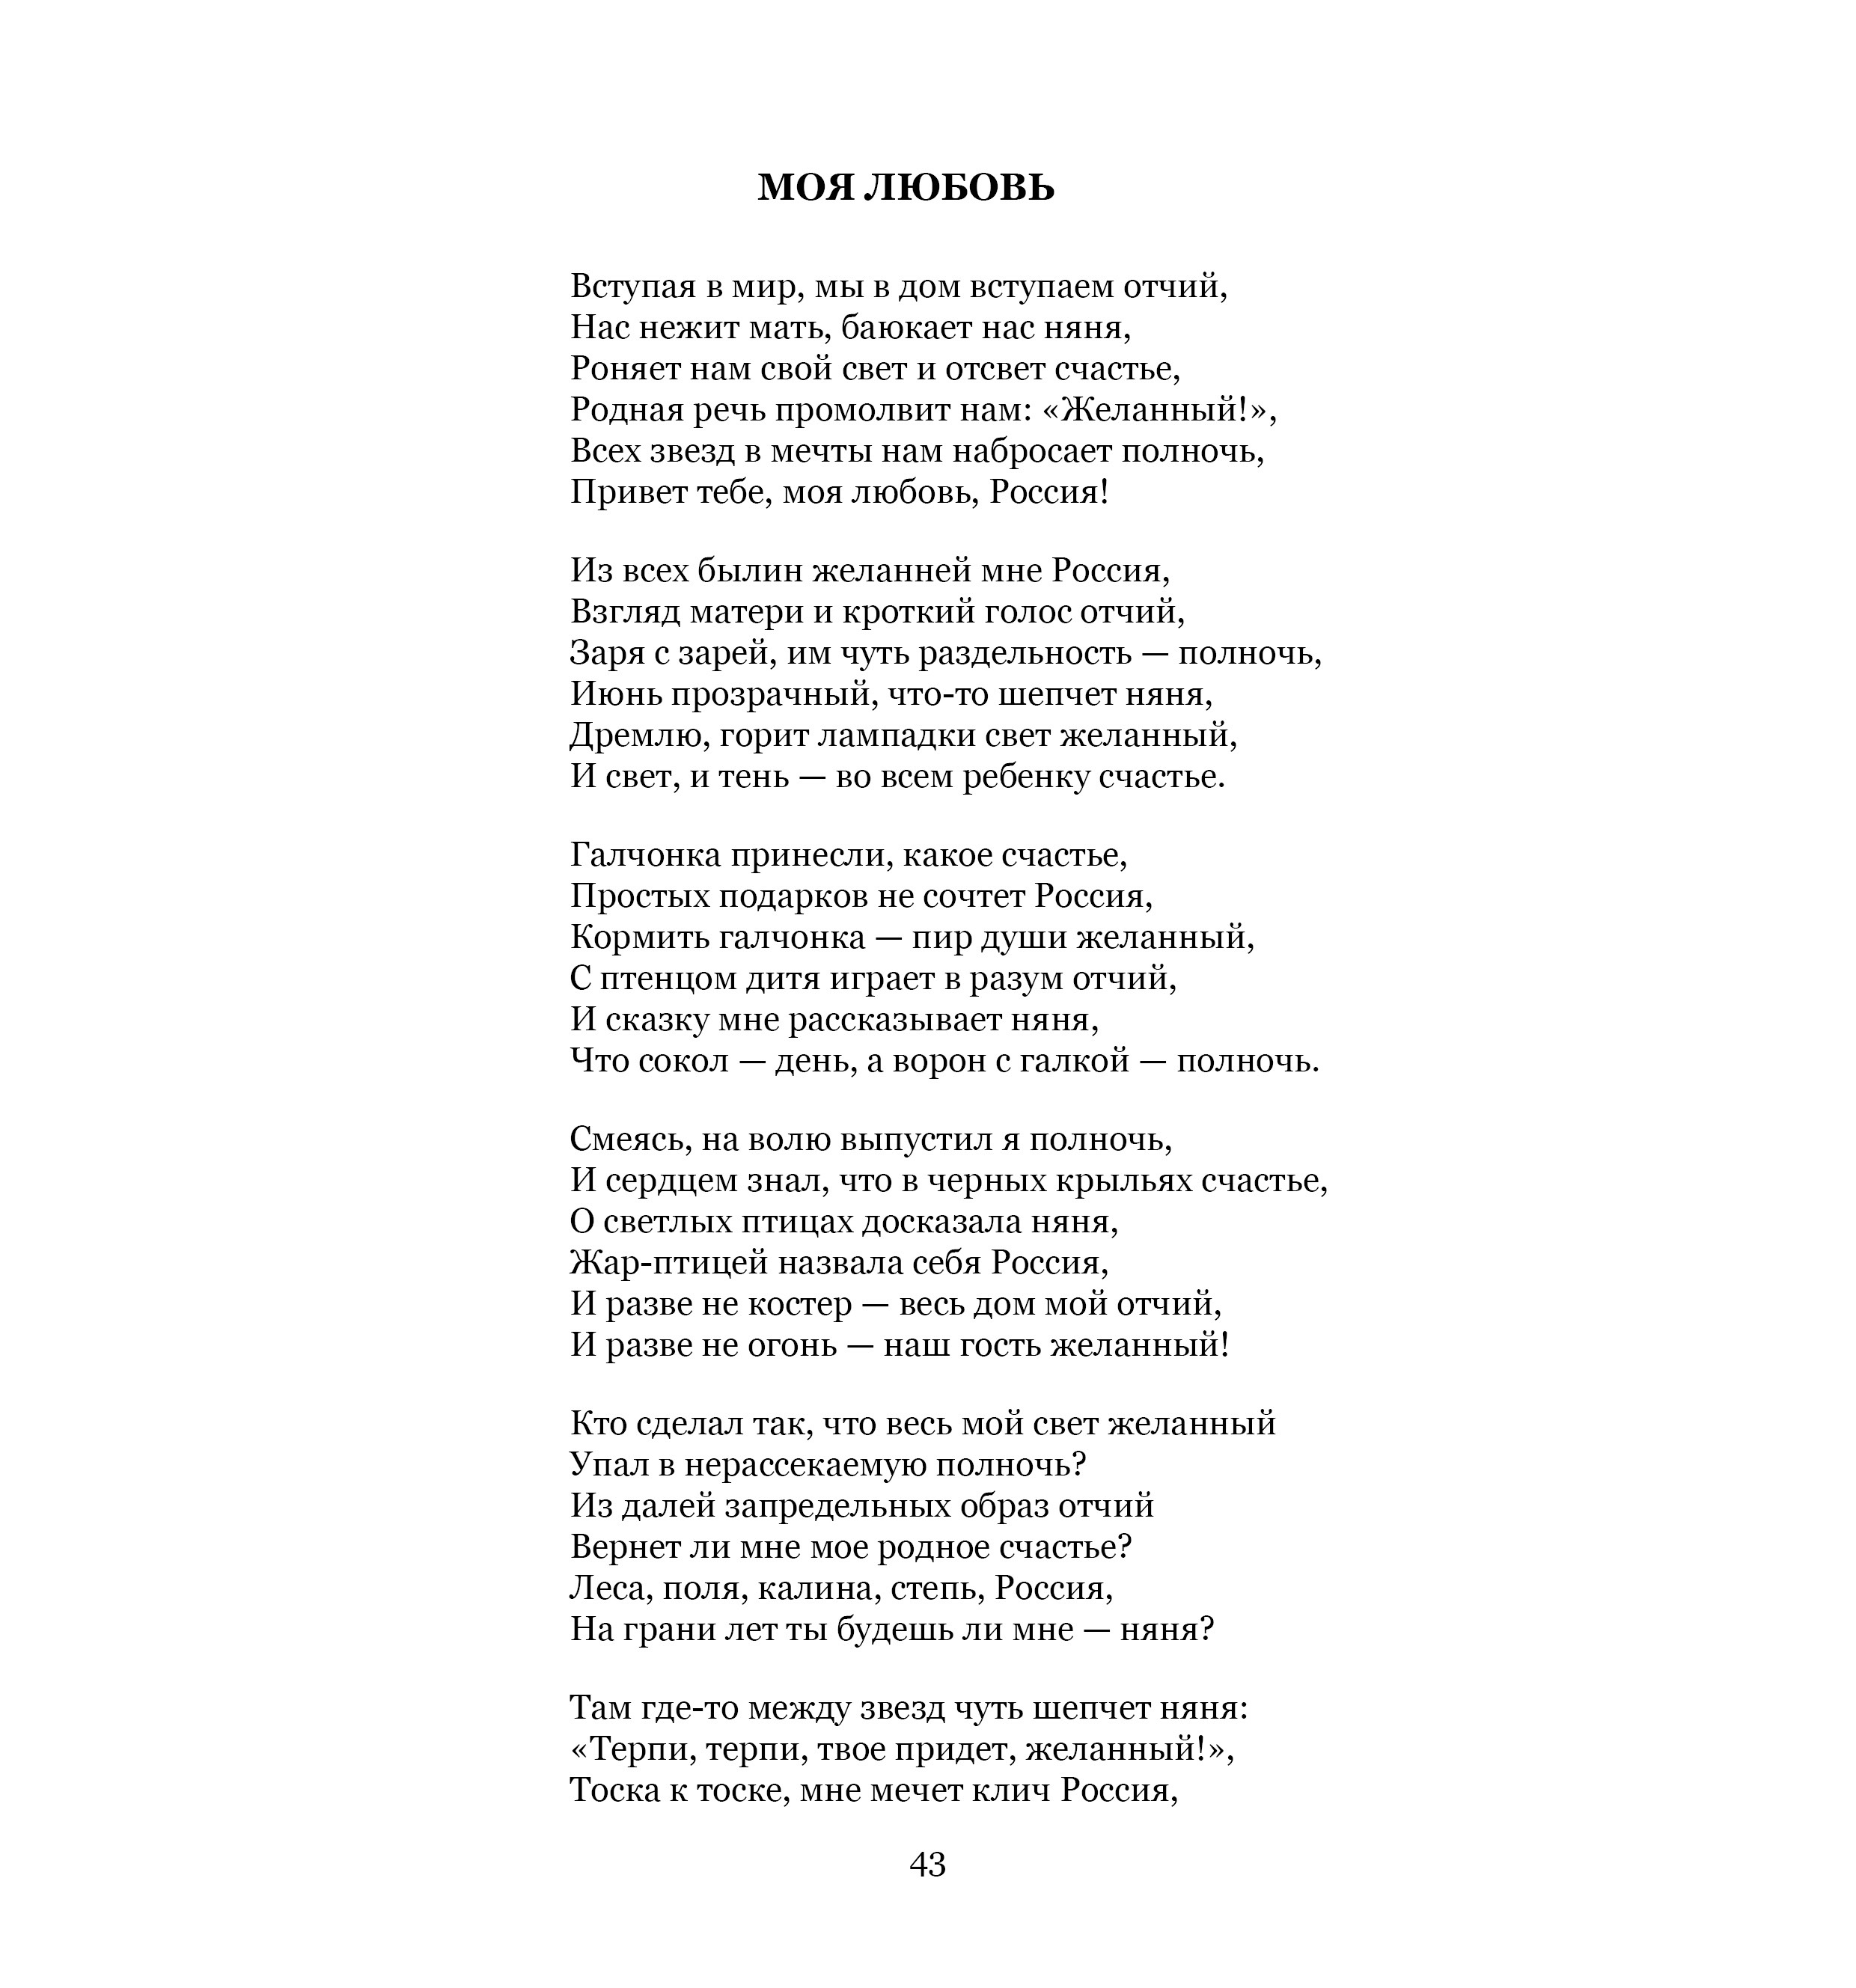 МОЯ ЛЮБОВЬ
Вступая в мир, мы в дом вступаем отчий,
Нас нежит мать, баюкает нас няня,
Роняет нам свой свет и отсвет счастье,
Родная речь промолвит нам: «Желанный!»,
Всех звезд в мечты нам набросает полночь,
Привет тебе, моя любовь, Россия!
Из всех былин желанней мне Россия,
Взгляд матери и кроткий голос отчий,
Заря с зарей, им чуть раздельность — полночь,
Июнь прозрачный, что-то шепчет няня,
Дремлю, горит лампадки свет желанный,
И свет, и тень — во всем ребенку счастье.
Галчонка принесли, какое счастье,
Простых подарков не сочтет Россия,
Кормить галчонка — пир души желанный,
С птенцом дитя играет в разум отчий,
И сказку мне рассказывает няня,
Что сокол — день, а ворон с галкой — полночь.
Смеясь, на волю выпустил я полночь,
И сердцем знал, что в черных крыльях счастье,
О светлых птицах досказала няня,
Жар-птицей назвала себя Россия,
И разве не костер — весь дом мой отчий,
И разве не огонь — наш гость желанный!
Кто сделал так, что весь мой свет желанный
Упал в нерассекаемую полночь?
Из далей запредельных образ отчий
Вернет ли мне мое родное счастье?
Леса, поля, калина, степь, Россия,
На грани лет ты будешь ли мне — няня?
Там где-то между звезд чуть шепчет няня:
«Терпи, терпи, твое придет, желанный!»,
Тоска к тоске, мне мечет клич Россия,
43